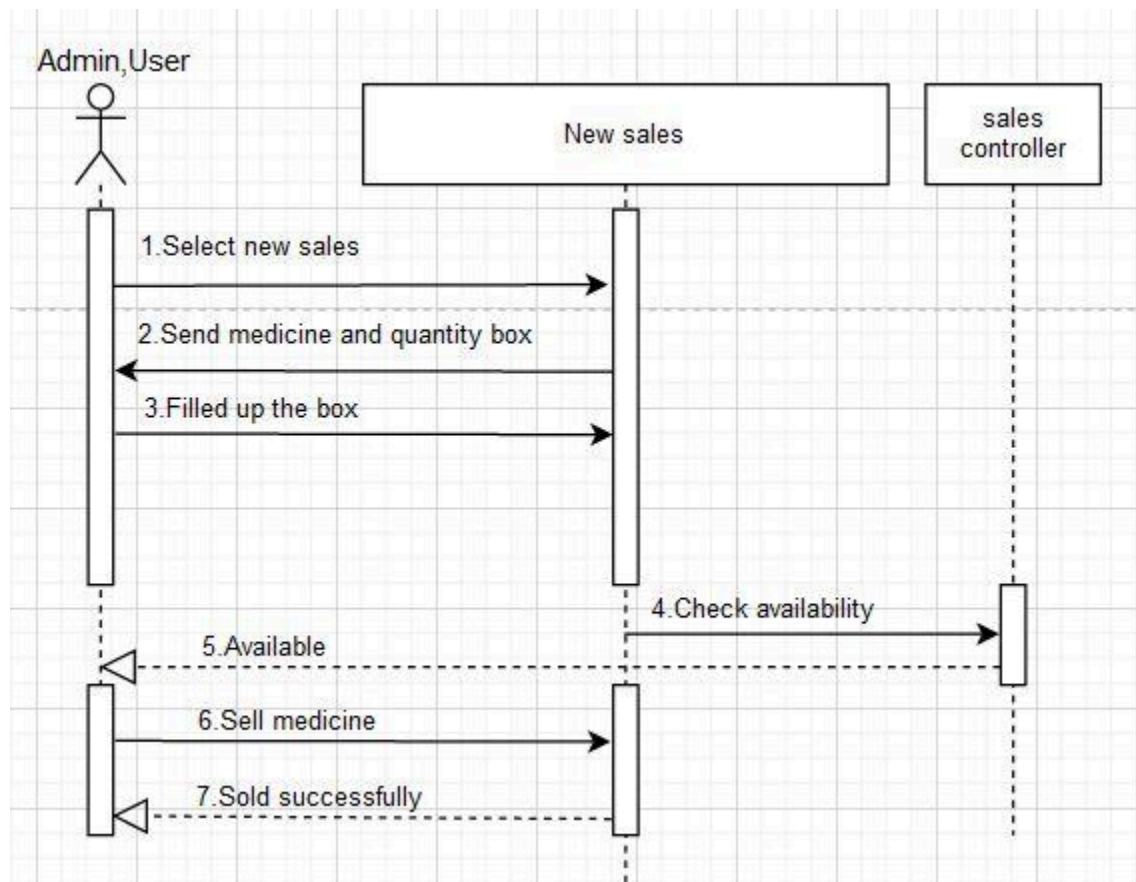 Admin,User
New sales
sales
controller
1.Select new sales
2.Send medicine and quantity box
3.Filled up the box
4.Check availability
5.Available
6.Sell medicine
7.Sold successfully